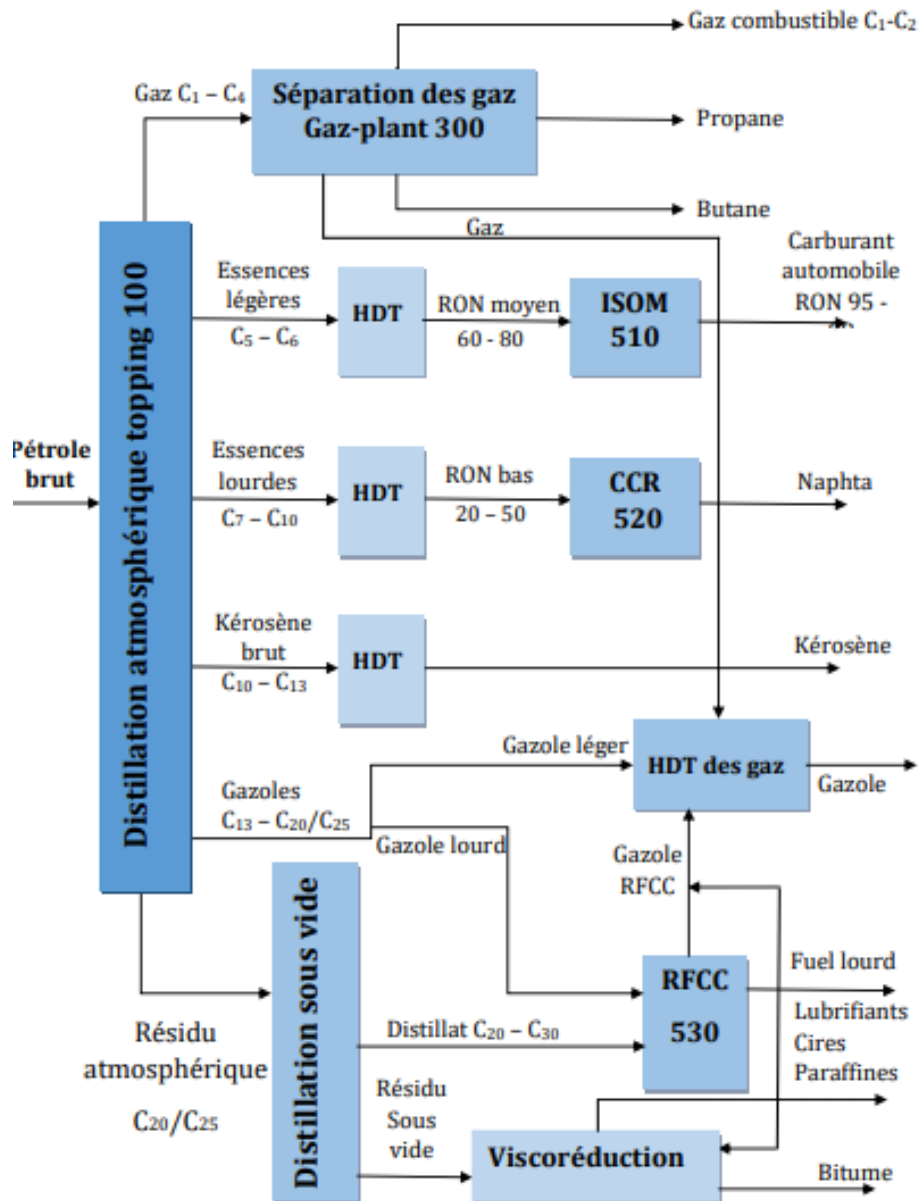 Gaz combustible C₁-C₂
Gaz C₁ – C₄
Séparation des gaz
Gaz-plant 300
Propane
Butane
Gaz
Carburant
automobile
RON 95 -
Distillation atmosphérique topping 100
Essences
légères
C₅ – C₆
HDT
RON moyen
60 - 80
ISOM
510
Pétrole
brut
Essences
lourdes
C₇ – C₁₀
HDT
RON bas
20 – 50
CCR
520
Naphta
Kérosène
brut
C₁₀ – C₁₃
HDT
Kérosène
Gazoles
C₁₃ – C₂₀/C₂₅
Gazole léger
HDT des gaz
Gazole
Gazole lourd
Gazole
RFCC
Distillation sous vide
RFCC
530
Fuel lourd
Lubrifiants
Cires
Paraffines
Résidu
atmosphérique
C₂₀/C₂₅
Distillat C₂₀ – C₃₀
Résidu
Sous
vide
Viscoréduction
Bitume